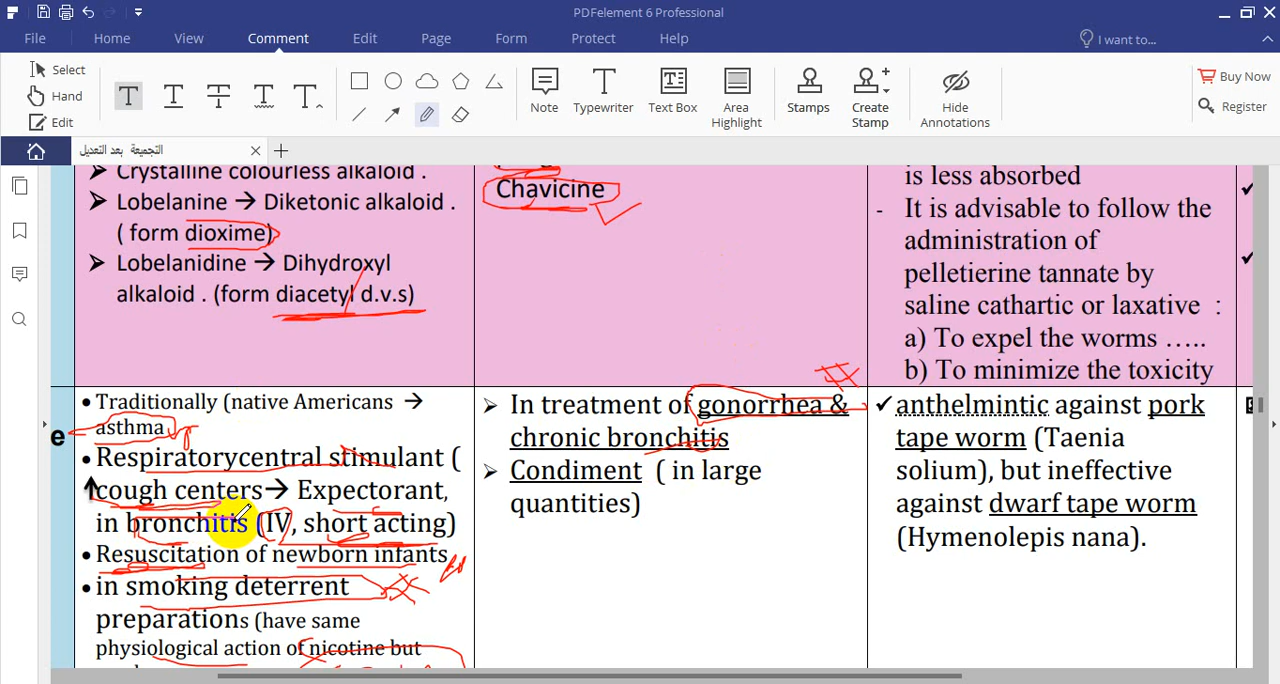 PDFelement 6 Professional
File Home View Comment Edit Page Form Protect Help I want to...
Select
Hand
Edit
Note Typewriter Text Box Area Highlight Stamps Create Stamp Hide Annotations
Buy Now
Register
التجميعة بعد التعديل
➢ Crystalline colourless alkaloid .
➢ Lobelanine → Diketonic alkaloid .
( form dioxime)
➢ Lobelanidine → Dihydroxyl
alkaloid . (form diacetyl d.v.s)
Chavicine
is less absorbed
- It is advisable to follow the
administration of
pelletierine tannate by
saline cathartic or laxative :
a) To expel the worms …..
b) To minimize the toxicity
e
• Traditionally (native Americans →
asthma
• Respiratorycentral stimulant (
↑cough centers→ Expectorant,
in bronchitis (IV, short acting)
• Resuscitation of newborn infants
• in smoking deterrent
preparations (have same
physiological action of nicotine but
➢ In treatment of gonorrhea &
chronic bronchitis
➢ Condiment ( in large
quantities)
✓ anthelmintic against pork
tape worm (Taenia
solium), but ineffective
against dwarf tape worm
(Hymenolepis nana).